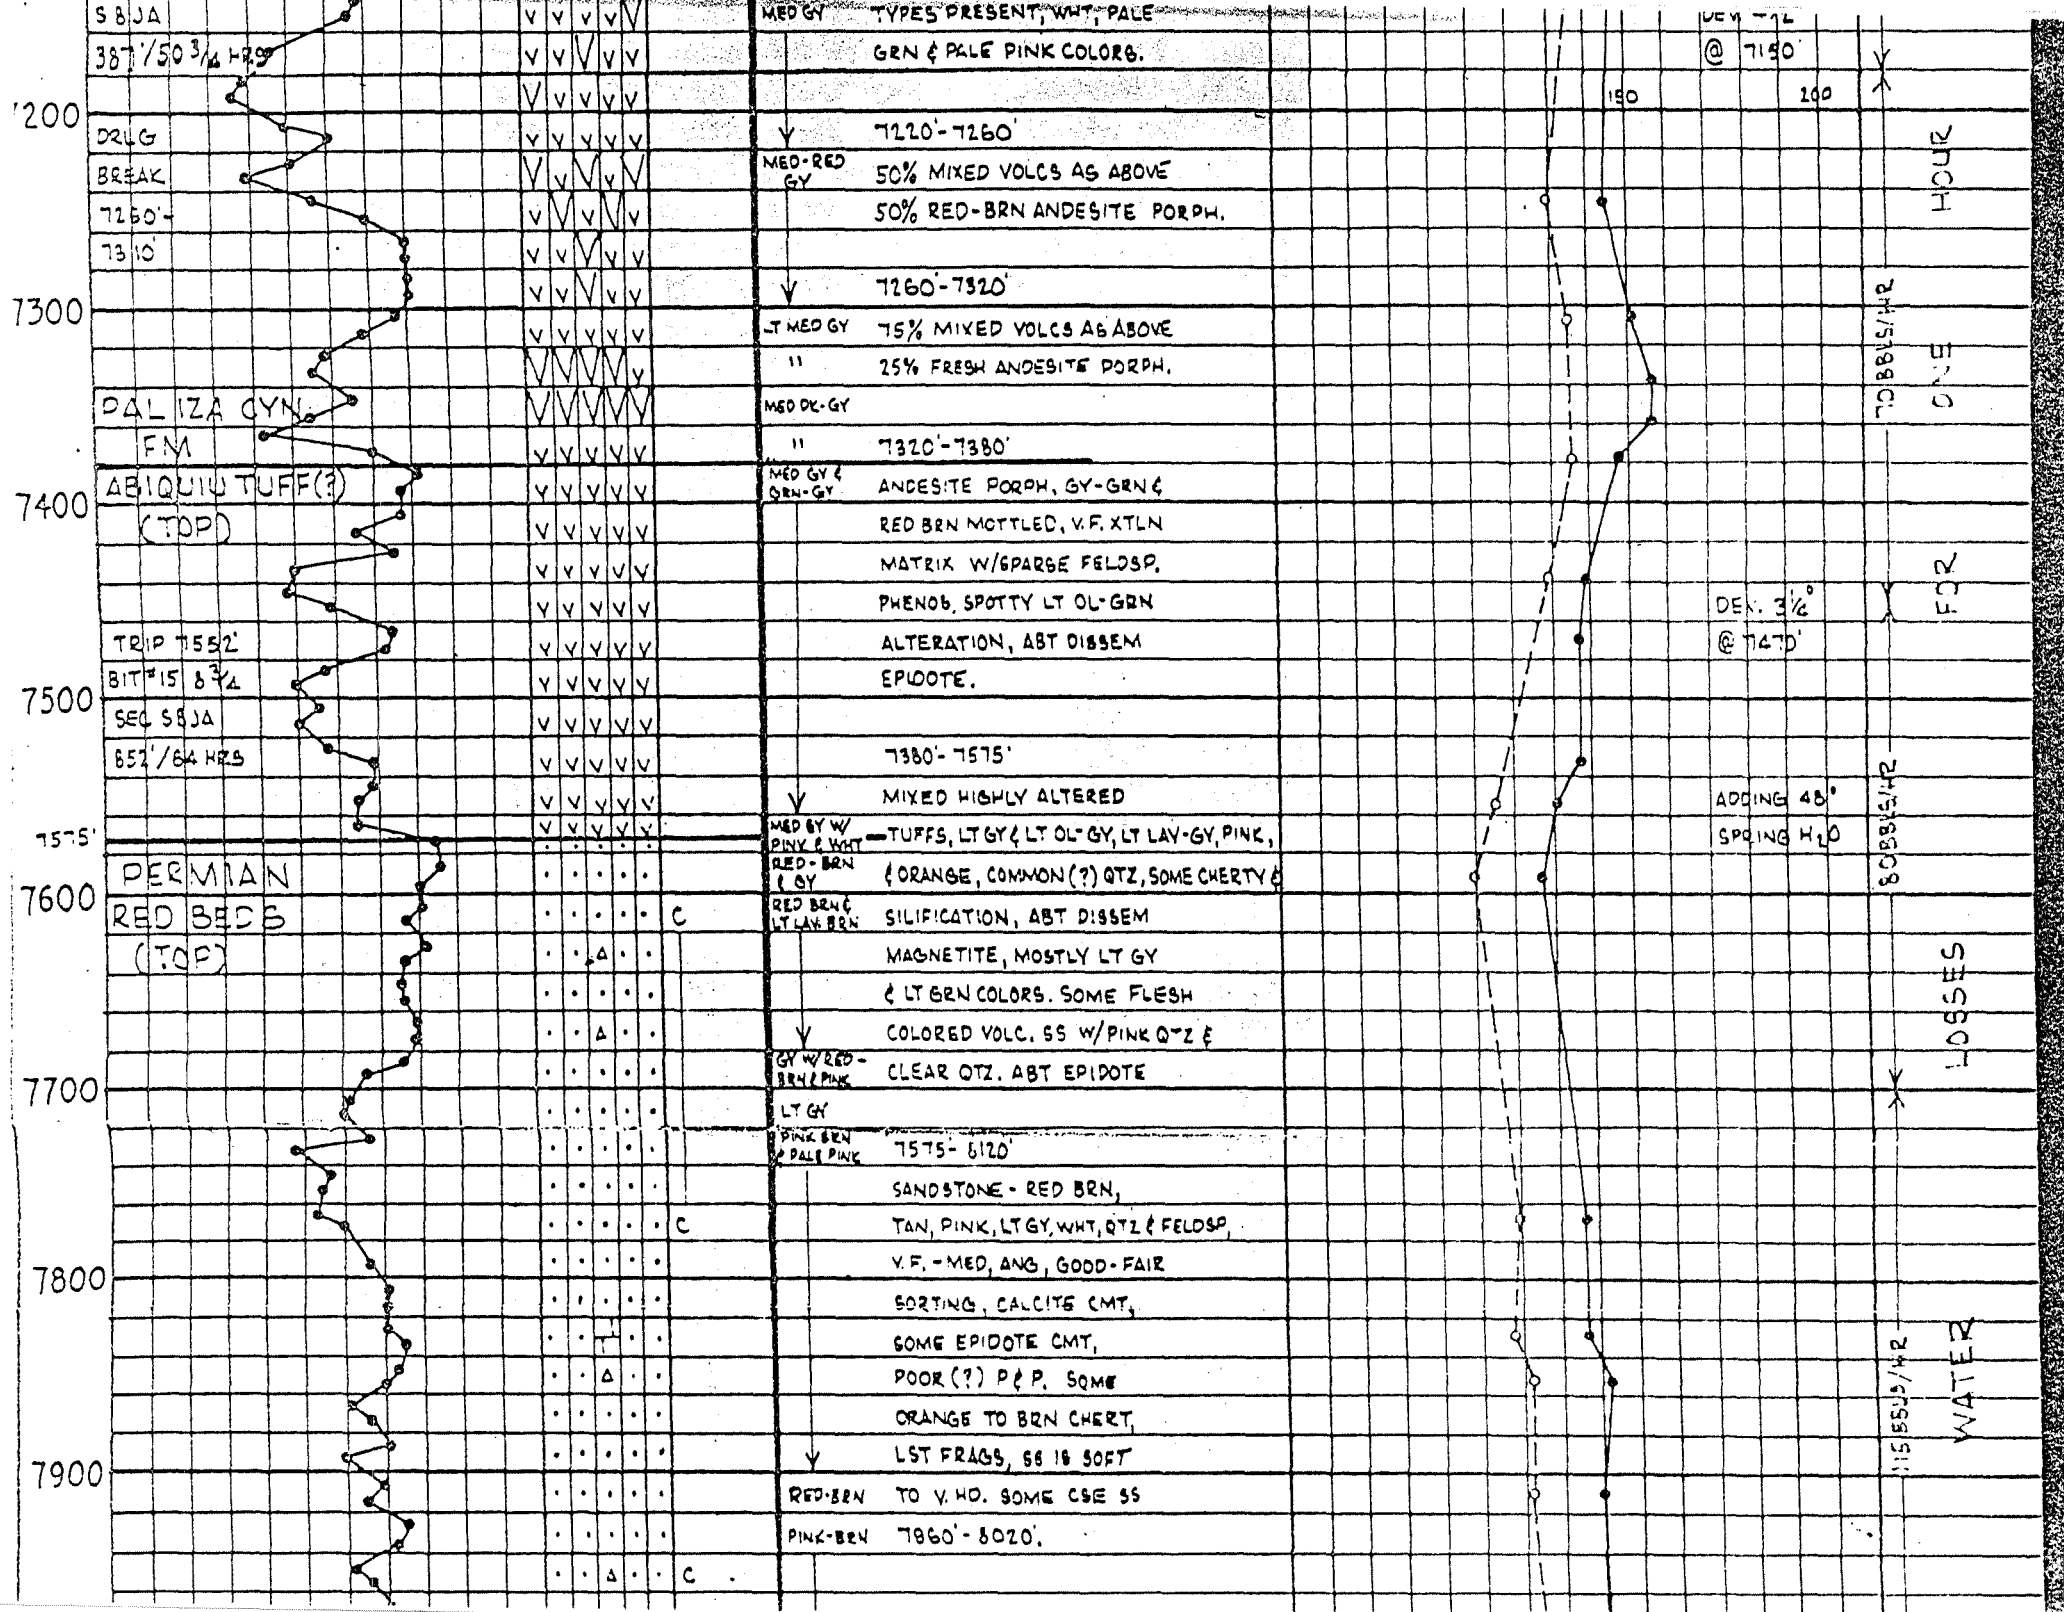 SBJA
387'/50 3/4 HRS
DRLG
BREAK
7260'-
7310'
PALIZA CYN.
FM
ABIQUIU TUFF(?)
(TOP)
TRIP 7552'
BIT #15 8 3/4
SEC S8JA
852'/84 HRS
7575'
PERMIAN
RED BEDS
(TOP)
7200
7300
7400
7500
7600
7700
7800
7900
C
C
C
MED GY
MED-RED
GY
LT MED GY
"
MED DK-GY
"
MED GY &
GRN-GY
MED GY W/
PINK & WHT
RED-BRN
& GY
RED BRN &
LT LAV-BRN
GY W/RED-
BRN & PINK
LT GY
PINK BRN
& PALE PINK
RED-BRN
PINK-BRN
TYPES PRESENT, WHT, PALE
GRN & PALE PINK COLORS.
7220'-7260'
50% MIXED VOLCS AS ABOVE
50% RED-BRN ANDESITE PORPH.
7260'-7320'
75% MIXED VOLCS AS ABOVE
25% FRESH ANDESITE PORPH.
7320'-7380'
ANDESITE PORPH, GY-GRN &
RED BRN MOTTLED, V.F. XTLN
MATRIX W/SPARSE FELDSP.
PHENOS, SPOTTY LT OL-GRN
ALTERATION, ABT DISSEM
EPIDOTE.
7380'-7575'
MIXED HIGHLY ALTERED
TUFFS, LT GY & LT OL-GY, LT LAV-GY, PINK,
& ORANGE, COMMON(?) QTZ, SOME CHERTY &
SILIFICATION, ABT DISSEM
MAGNETITE, MOSTLY LT GY
& LT GRN COLORS. SOME FLESH
COLORED VOLC. SS W/PINK QTZ &
CLEAR QTZ. ABT EPIDOTE
7575'-8120'
SANDSTONE - RED BRN,
TAN, PINK, LT GY, WHT, QTZ & FELDSP,
V.F.-MED, ANG, GOOD-FAIR
SORTING, CALCITE CMT,
SOME EPIDOTE CMT,
POOR(?) P & P. SOME
ORANGE TO BRN CHERT,
LST FRAGS, SS IS SOFT
TO V. HD. SOME CSE SS
7860'-8020'.
@ 7150'
150
200
DEV. 3 1/2°
@ 7470'
ADDING 48°
SPRING H2O
70 BBLS/HR
80 BBLS/HR
115 BBLS/HR
WATER LOSSES FOR ONE HOUR